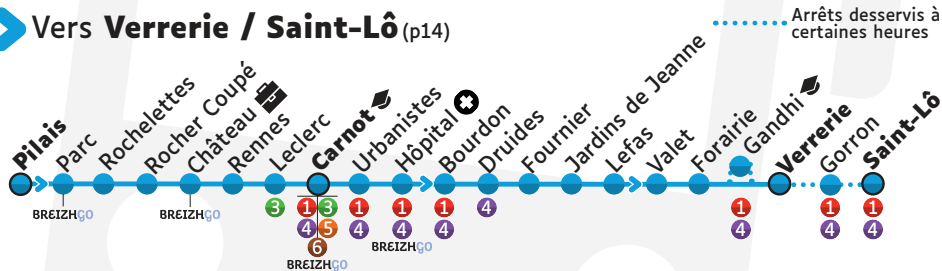 Vers Verrerie / Saint-Lô (p14)
Arrêts desservis à
certaines heures
Pilais
Parc
Rochelettes
Rocher Coupé
Château
Rennes
Leclerc
Carnot
Urbanistes
Hôpital
Bourdon
Druides
Fournier
Jardins de Jeanne
Lefas
Valet
Forairie
Gandhi
Verrerie
Gorron
Saint-Lô
BREIZHGO
BREIZHGO
3
1 3
4 5
6
BREIZHGO
1
4
1
4
BREIZHGO
1
4
4
1
4
1
4
1
4